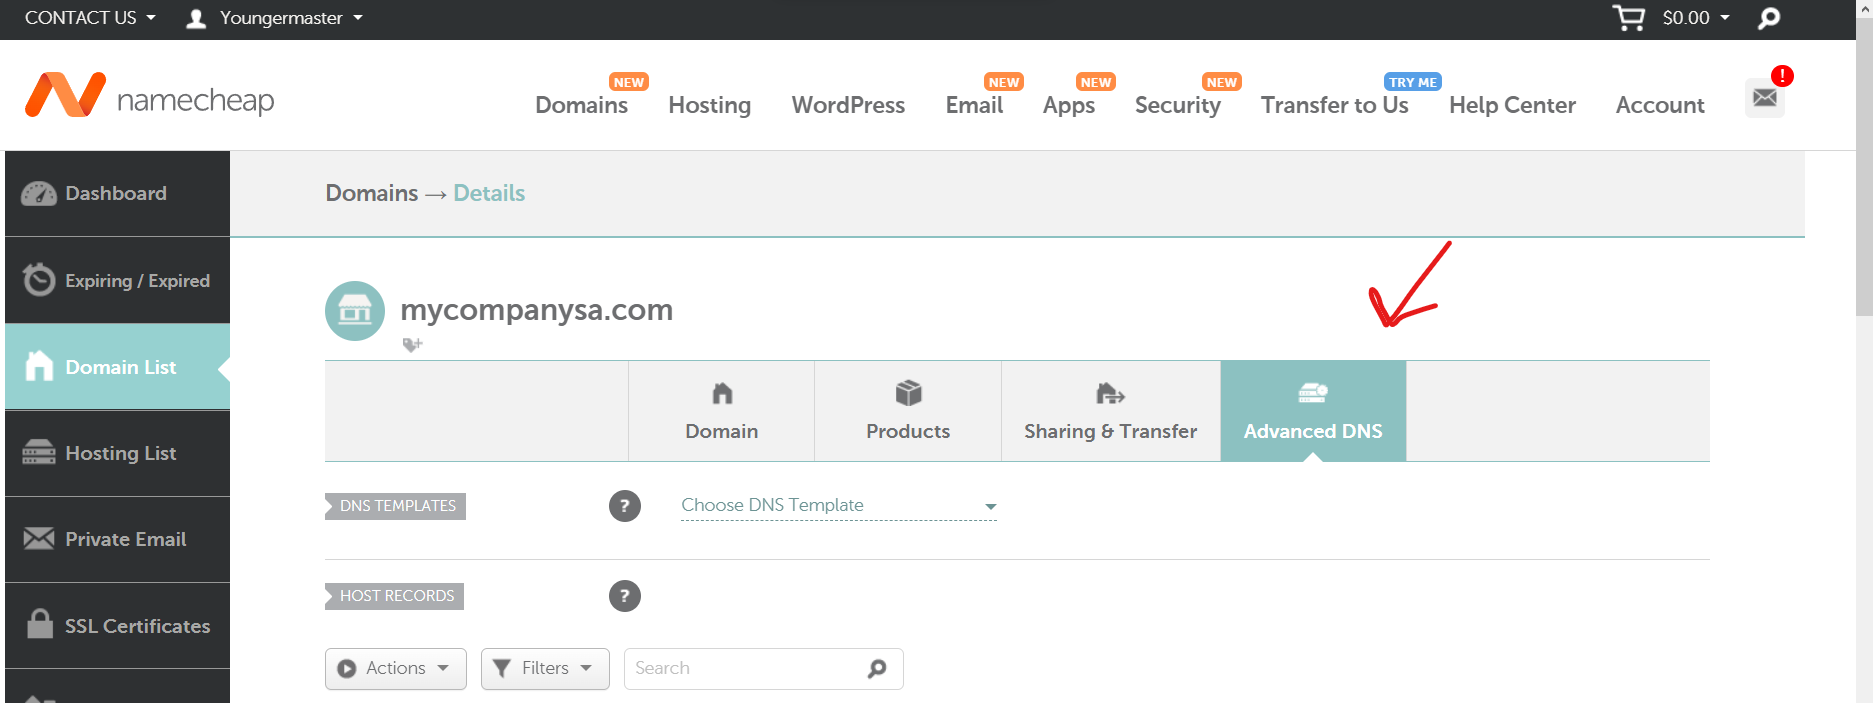 CONTACT US
Youngermaster
$0.00
namecheap
NEW
NEW
NEW
NEW
TRY ME
Domains
Hosting
WordPress
Email
Apps
Security
Transfer to Us
Help Center
Account
!
Dashboard
Expiring / Expired
Domain List
Hosting List
Private Email
SSL Certificates
Domains → Details
mycompanysa.com
Domain
Products
Sharing & Transfer
Advanced DNS
DNS TEMPLATES
?
Choose DNS Template
HOST RECORDS
?
Actions
Filters
Search